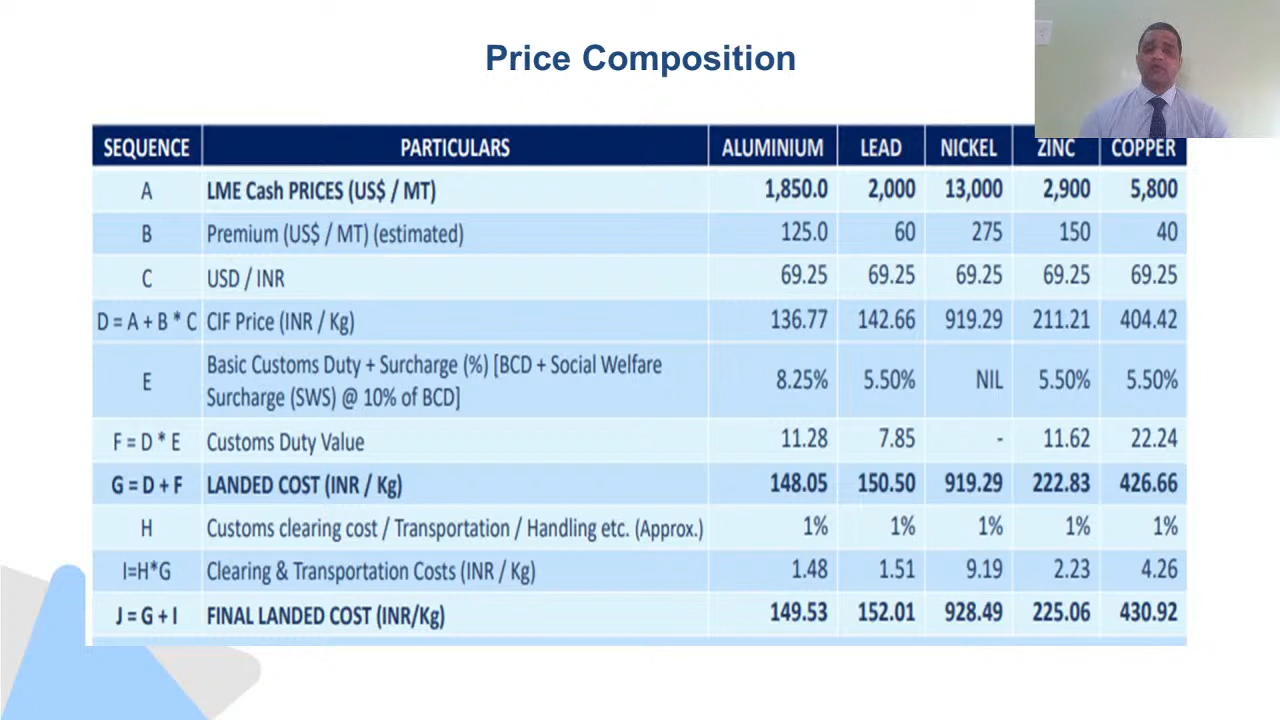 Price Composition
SEQUENCE PARTICULARS ALUMINIUM LEAD NICKEL ZINC COPPER
A LME Cash PRICES (US$ / MT) 1,850.0 2,000 13,000 2,900 5,800
B Premium (US$ / MT) (estimated) 125.0 60 275 150 40
C USD / INR 69.25 69.25 69.25 69.25 69.25
D = A + B * C CIF Price (INR / Kg) 136.77 142.66 919.29 211.21 404.42
E Basic Customs Duty + Surcharge (%) [BCD + Social Welfare
Surcharge (SWS) @ 10% of BCD] 8.25% 5.50% NIL 5.50% 5.50%
F = D * E Customs Duty Value 11.28 7.85 - 11.62 22.24
G = D + F LANDED COST (INR / Kg) 148.05 150.50 919.29 222.83 426.66
H Customs clearing cost / Transportation / Handling etc. (Approx.) 1% 1% 1% 1% 1%
I=H*G Clearing & Transportation Costs (INR / Kg) 1.48 1.51 9.19 2.23 4.26
J = G + I FINAL LANDED COST (INR/Kg) 149.53 152.01 928.49 225.06 430.92